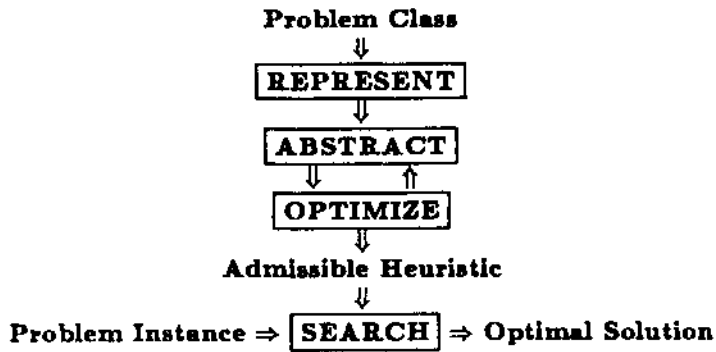 Problem Class
⇓
REPRESENT
⇓
ABSTRACT
⇓ ⇑
OPTIMIZE
⇓
Admissible Heuristic
⇓
Problem Instance ⇒ SEARCH ⇒ Optimal Solution